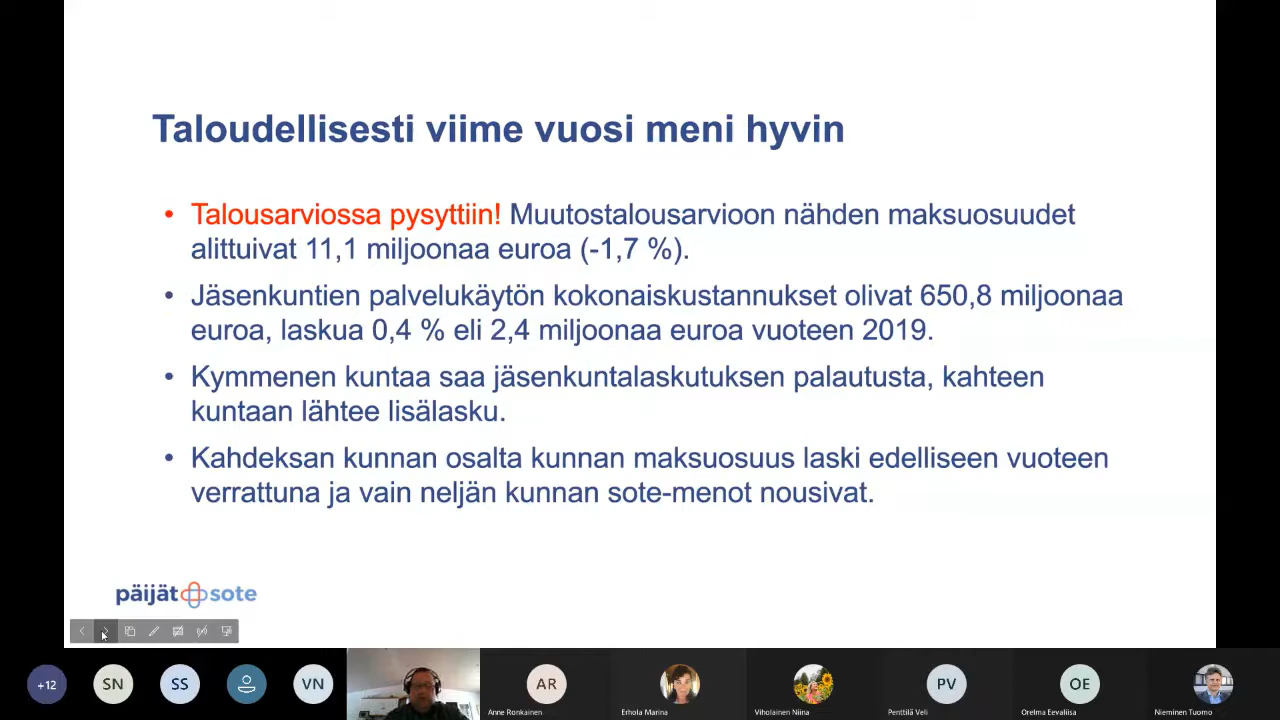 Taloudellisesti viime vuosi meni hyvin
• Talousarviossa pysyttiin! Muutostalousarvioon nähden maksuosuudet
alittuivat 11,1 miljoonaa euroa (-1,7 %).
• Jäsenkuntien palvelukäytön kokonaiskustannukset olivat 650,8 miljoonaa
euroa, laskua 0,4 % eli 2,4 miljoonaa euroa vuoteen 2019.
• Kymmenen kuntaa saa jäsenkuntalaskutuksen palautusta, kahteen
kuntaan lähtee lisälasku.
• Kahdeksan kunnan osalta kunnan maksuosuus laski edelliseen vuoteen
verrattuna ja vain neljän kunnan sote-menot nousivat.
päijät sote
+12
SN
SS
VN
AR
PV
OE
Anne Ronkainen
Erhola Marina
Viholainen Niina
Penttilä Veli
Orelma Eevaliisa
Nieminen Tuomo